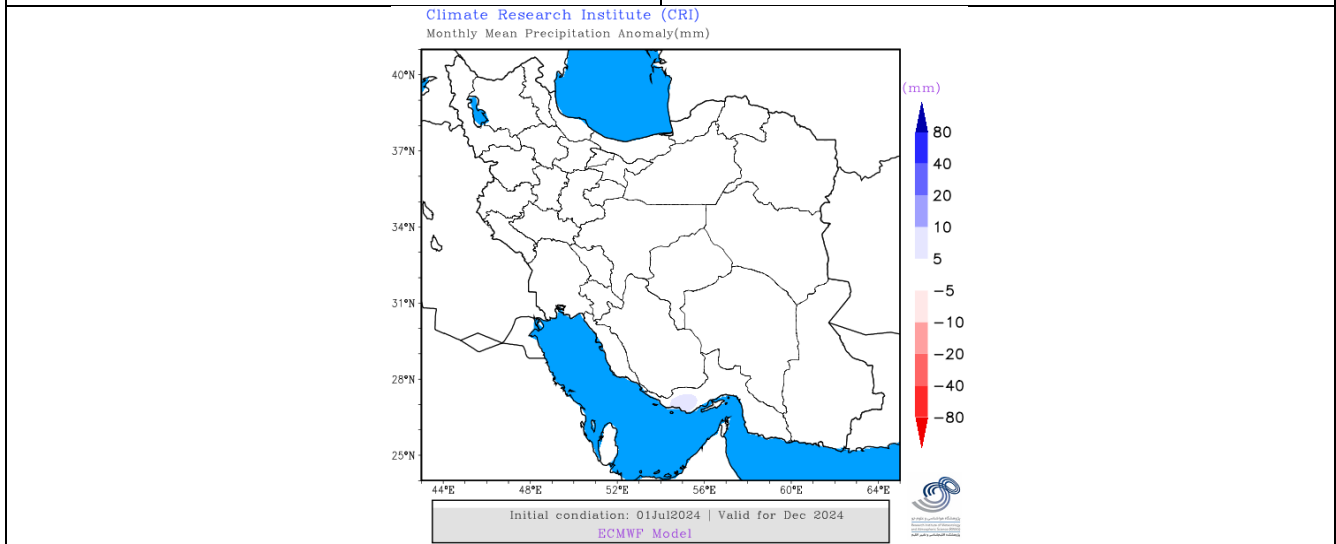 Climate Research Institute (CRI)
Monthly Mean Precipitation Anomaly(mm)
40°N
37°N
34°N
31°N
28°N
25°N
44°E
48°E
52°E
56°E
60°E
64°E
(mm)
80
40
20
10
5
−5
−10
−20
−40
−80
Initial condiation: 01Jul2024 | Valid for Dec 2024
ECMWF Model